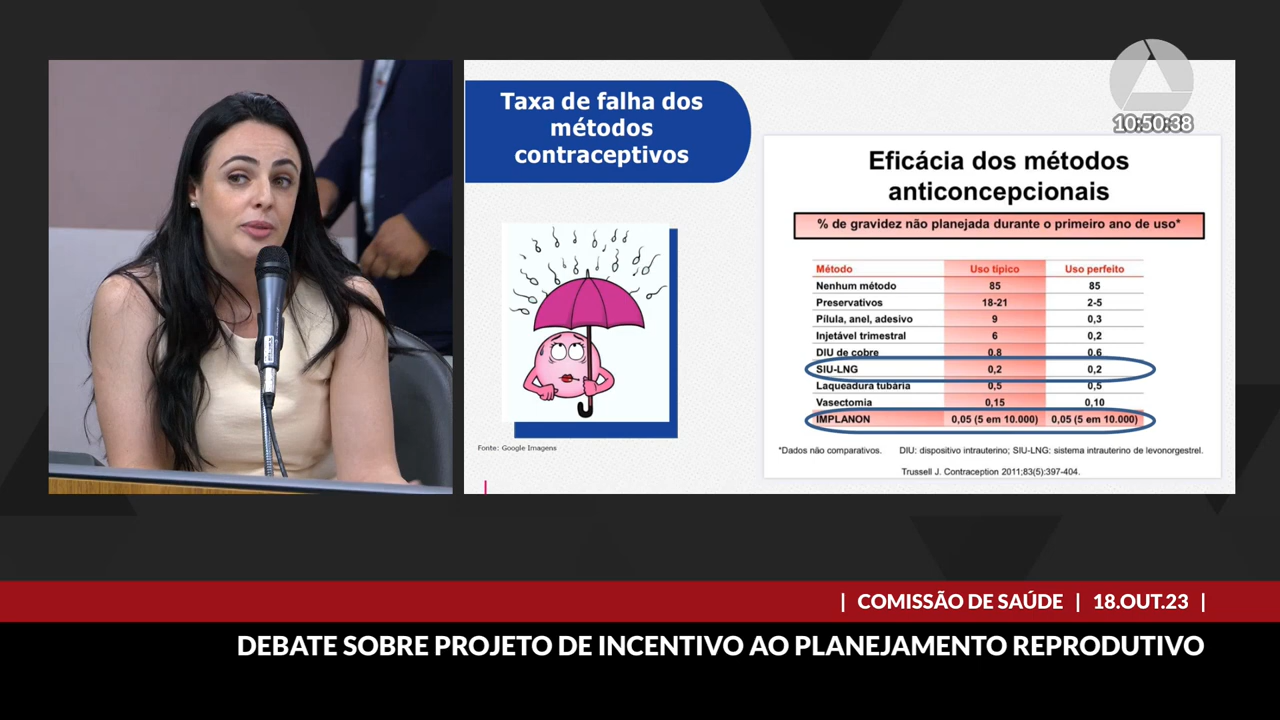 10:50:38
Taxa de falha dos
métodos
contraceptivos
Fonte: Google Imagens
Eficácia dos métodos
anticoncepcionais
% de gravidez não planejada durante o primeiro ano de uso*
Método Uso típico Uso perfeito
Nenhum método 85 85
Preservativos 18-21 2-5
Pílula, anel, adesivo 9 0,3
Injetável trimestral 6 0,2
DIU de cobre 0,8 0,6
SIU-LNG 0,2 0,2
Laqueadura tubária 0,5 0,5
Vasectomia 0,15 0,10
IMPLANON 0,05 (5 em 10.000) 0,05 (5 em 10.000)
*Dados não comparativos. DIU: dispositivo intrauterino; SIU-LNG: sistema intrauterino de levonorgestrel.
Trussell J. Contraception 2011;83(5):397-404.
| COMISSÃO DE SAÚDE | 18.OUT.23 |
DEBATE SOBRE PROJETO DE INCENTIVO AO PLANEJAMENTO REPRODUTIVO